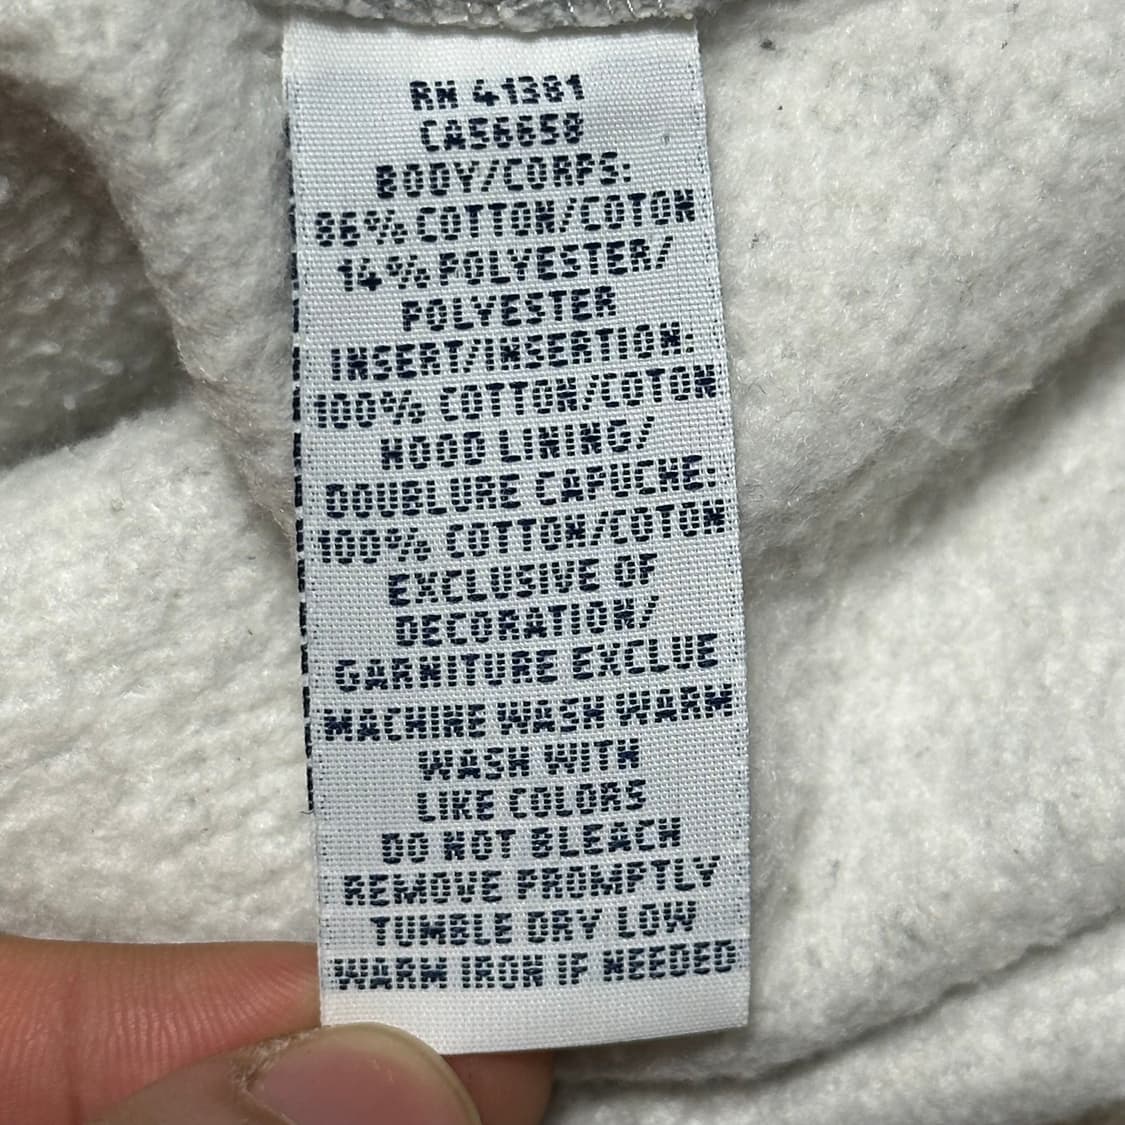 RN 41381
CA56658
BODY/CORPS:
86% COTTON/COTON
14% POLYESTER/
POLYESTER
INSERT/INSERTION:
100% COTTON/COTON
HOOD LINING/
DOUBLURE CAPUCHE:
100% COTTON/COTON
EXCLUSIVE OF
DECORATION/
GARNITURE EXCLUE
MACHINE WASH WARM
WASH WITH
LIKE COLORS
DO NOT BLEACH
REMOVE PROMPTLY
TUMBLE DRY LOW
WARM IRON IF NEEDED